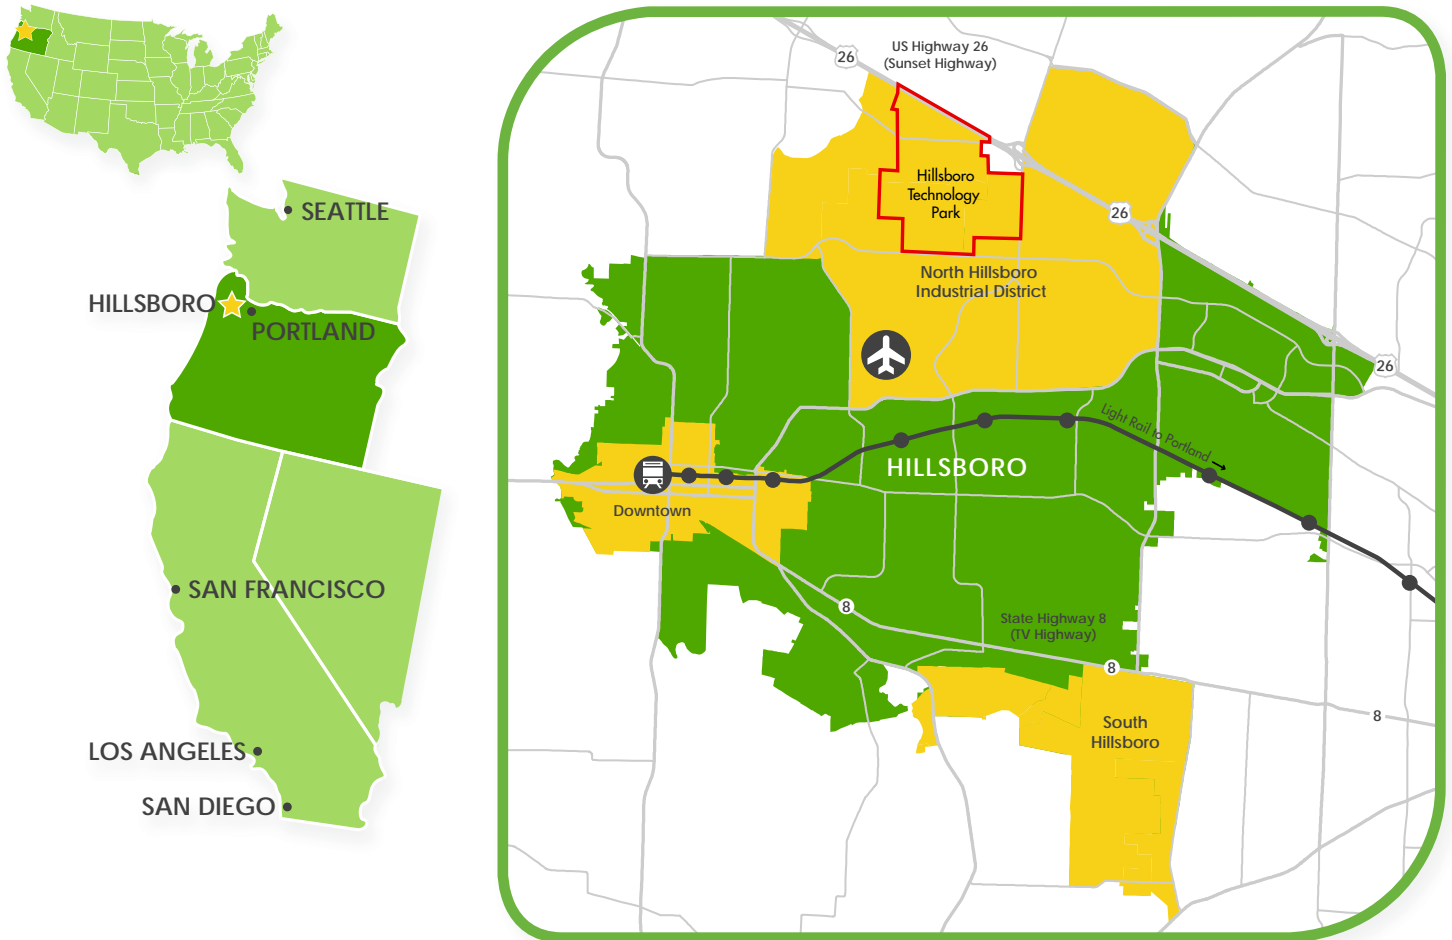 SEATTLE
HILLSBORO
PORTLAND
SAN FRANCISCO
LOS ANGELES
SAN DIEGO
26
US Highway 26
(Sunset Highway)
Hillsboro
Technology
Park
26
North Hillsboro
Industrial District
26
Light Rail to Portland
HILLSBORO
Downtown
8
State Highway 8
(TV Highway)
8
8
South
Hillsboro